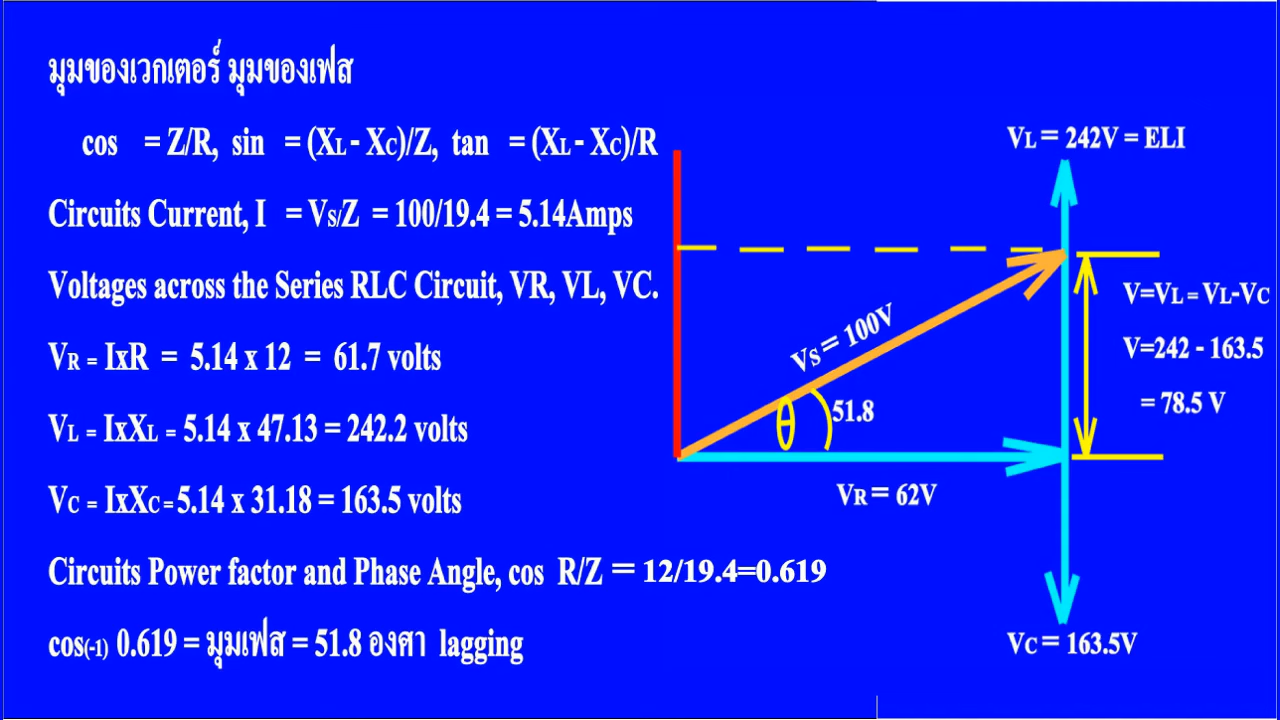 มุมของเวกเตอร์ มุมของเฟส
cos = Z/R, sin = (XL - XC)/Z, tan = (XL - XC)/R
Circuits Current, I = VS/Z = 100/19.4 = 5.14Amps
Voltages across the Series RLC Circuit, VR, VL, VC.
VR = IxR = 5.14 x 12 = 61.7 volts
VL = IxXL = 5.14 x 47.13 = 242.2 volts
VC = IxXC = 5.14 x 31.18 = 163.5 volts
Circuits Power factor and Phase Angle, cos R/Z = 12/19.4=0.619
cos(-1) 0.619 = มุมเฟส = 51.8 องศา lagging
VL = 242V = ELI
VS = 100V
θ
51.8
VR = 62V
V=VL = VL-VC
V=242 - 163.5
= 78.5 V
VC = 163.5V